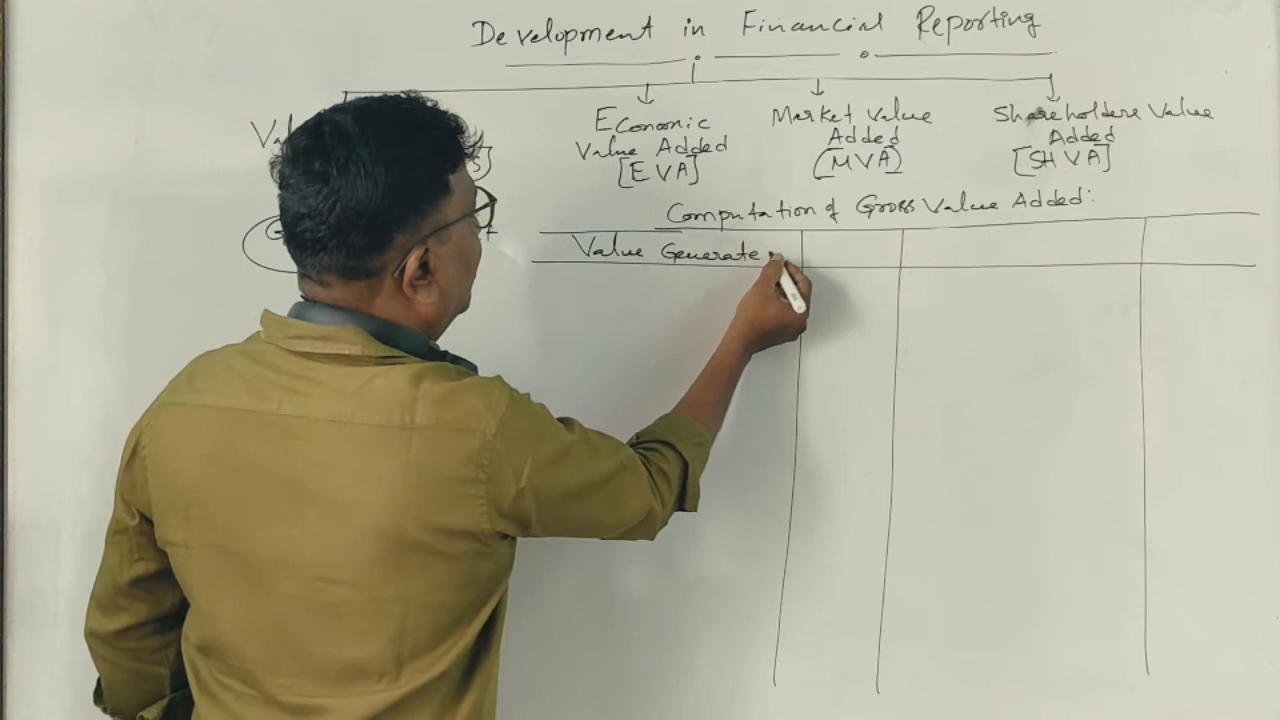 Development in Financial Reporting
Economic
Value Added
[EVA]
Market Value
Added
(MVA)
Shareholders Value
Added
[SHVA]
Computation of Gross Value Added:
Value Generate